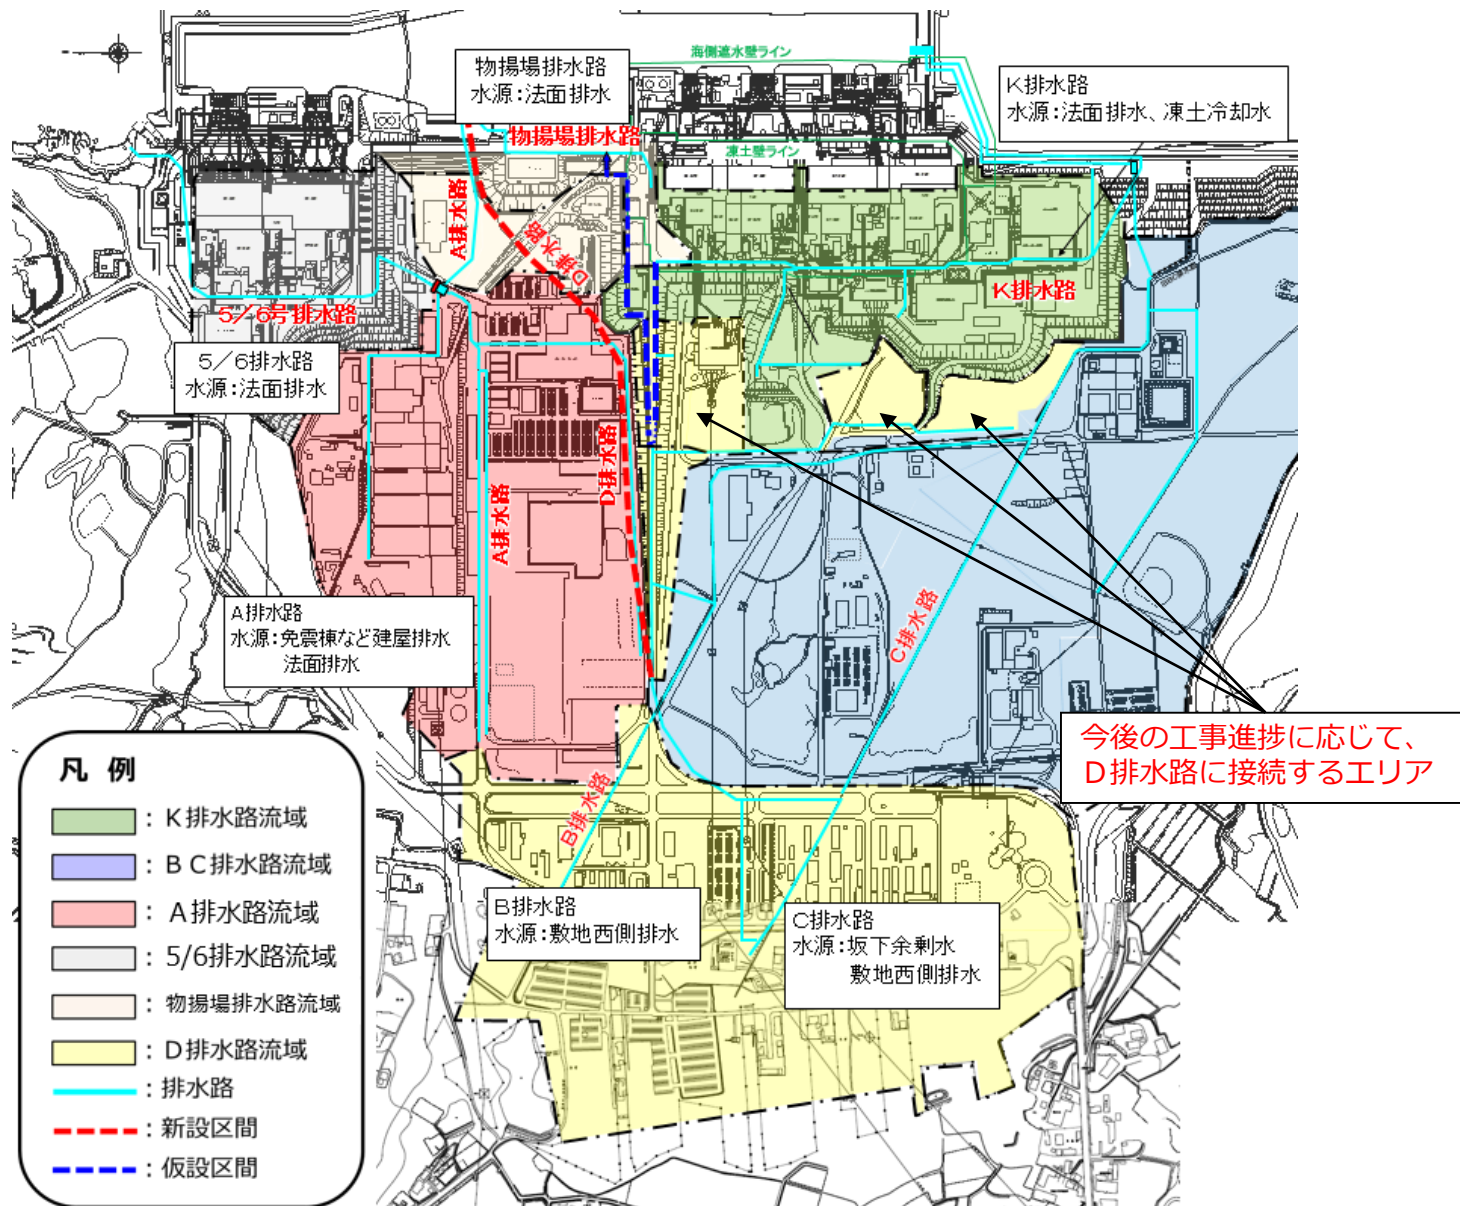 海側遮水壁ライン
物揚場排水路
水源:法面排水
K排水路
水源:法面排水、凍土冷却水
物揚場排水路
凍土壁ライン
A排水路
D排水路
K排水路
5/6号排水路
5/6排水路
水源:法面排水
D排水路
A排水路
C排水路
A排水路
水源:免震棟など建屋排水
法面排水
今後の工事進捗に応じて、
D排水路に接続するエリア
B排水路
B排水路
水源:敷地西側排水
C排水路
水源:坂下余剰水
敷地西側排水
凡 例
:K排水路流域
:BC排水路流域
:A排水路流域
:5/6排水路流域
:物揚場排水路流域
:D排水路流域
:排水路
:新設区間
:仮設区間